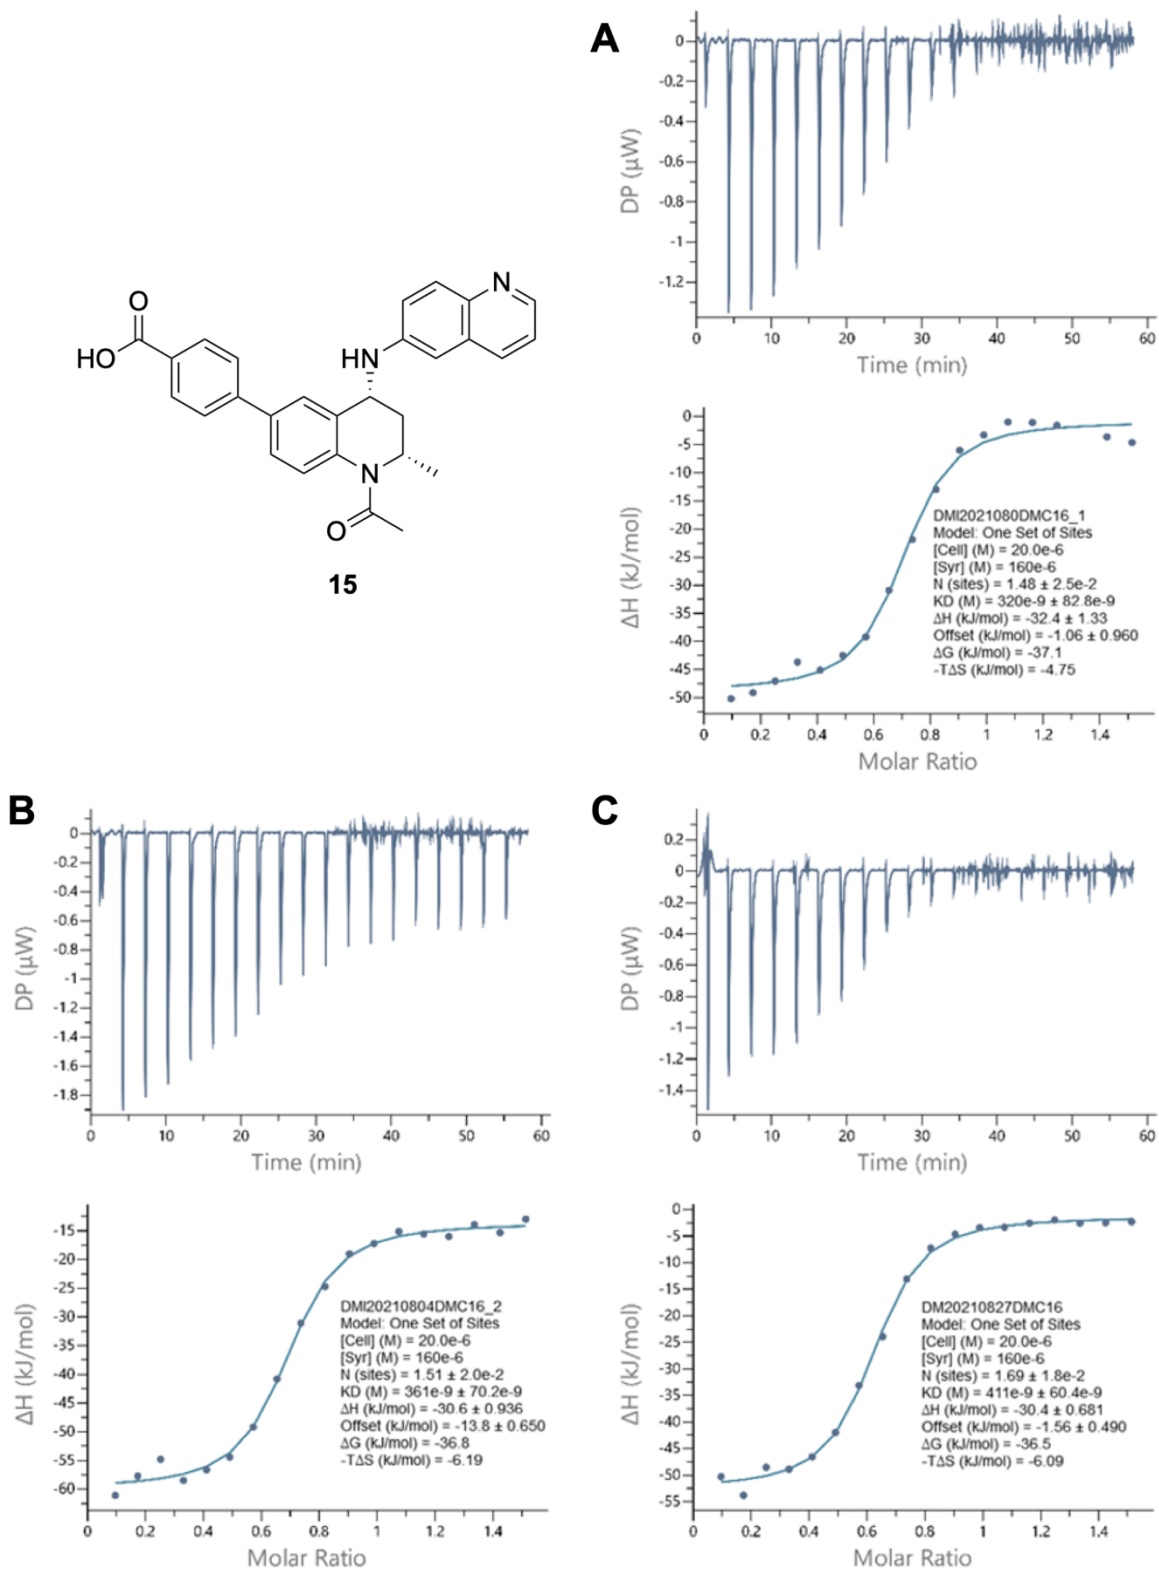 A
DP (µW)
0
-0.2
-0.4
-0.6
-0.8
-1
-1.2
0 10 20 30 40 50 60
Time (min)
O
HO
HN
N
N
O
15
ΔH (kJ/mol)
0
-5
-10
-15
-20
-25
-30
-35
-40
-45
-50
DMI2021080DMC16_1
Model: One Set of Sites
[Cell] (M) = 20.0e-6
[Syr] (M) = 160e-6
N (sites) = 1.48 ± 2.5e-2
KD (M) = 320e-9 ± 82.8e-9
ΔH (kJ/mol) = -32.4 ± 1.33
Offset (kJ/mol) = -1.06 ± 0.960
ΔG (kJ/mol) = -37.1
-TΔS (kJ/mol) = -4.75
0 0.2 0.4 0.6 0.8 1 1.2 1.4
Molar Ratio
B
DP (µW)
0
-0.2
-0.4
-0.6
-0.8
-1
-1.2
-1.4
-1.6
-1.8
0 10 20 30 40 50 60
Time (min)
ΔH (kJ/mol)
-15
-20
-25
-30
-35
-40
-45
-50
-55
-60
DMI20210804DMC16_2
Model: One Set of Sites
[Cell] (M) = 20.0e-6
[Syr] (M) = 160e-6
N (sites) = 1.51 ± 2.0e-2
KD (M) = 361e-9 ± 70.2e-9
ΔH (kJ/mol) = -30.6 ± 0.936
Offset (kJ/mol) = -13.8 ± 0.650
ΔG (kJ/mol) = -36.8
-TΔS (kJ/mol) = -6.19
0 0.2 0.4 0.6 0.8 1 1.2 1.4
Molar Ratio
C
DP (µW)
0.2
0
-0.2
-0.4
-0.6
-0.8
-1
-1.2
-1.4
0 10 20 30 40 50 60
Time (min)
ΔH (kJ/mol)
0
-5
-10
-15
-20
-25
-30
-35
-40
-45
-50
-55
DM20210827DMC16
Model: One Set of Sites
[Cell] (M) = 20.0e-6
[Syr] (M) = 160e-6
N (sites) = 1.69 ± 1.8e-2
KD (M) = 411e-9 ± 60.4e-9
ΔH (kJ/mol) = -30.4 ± 0.681
Offset (kJ/mol) = -1.56 ± 0.490
ΔG (kJ/mol) = -36.5
-TΔS (kJ/mol) = -6.09
0 0.2 0.4 0.6 0.8 1 1.2 1.4
Molar Ratio